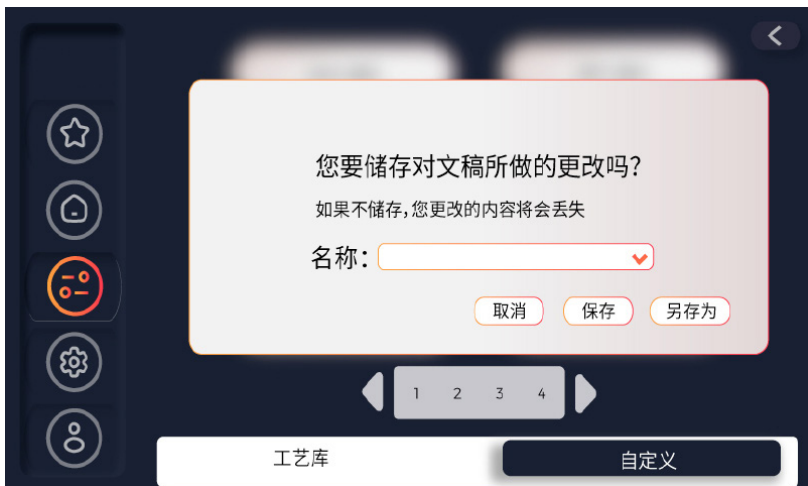 您要储存对文稿所做的更改吗?
如果不储存,您更改的内容将会丢失
名称:
取消 保存 另存为
1 2 3 4
工艺库 自定义